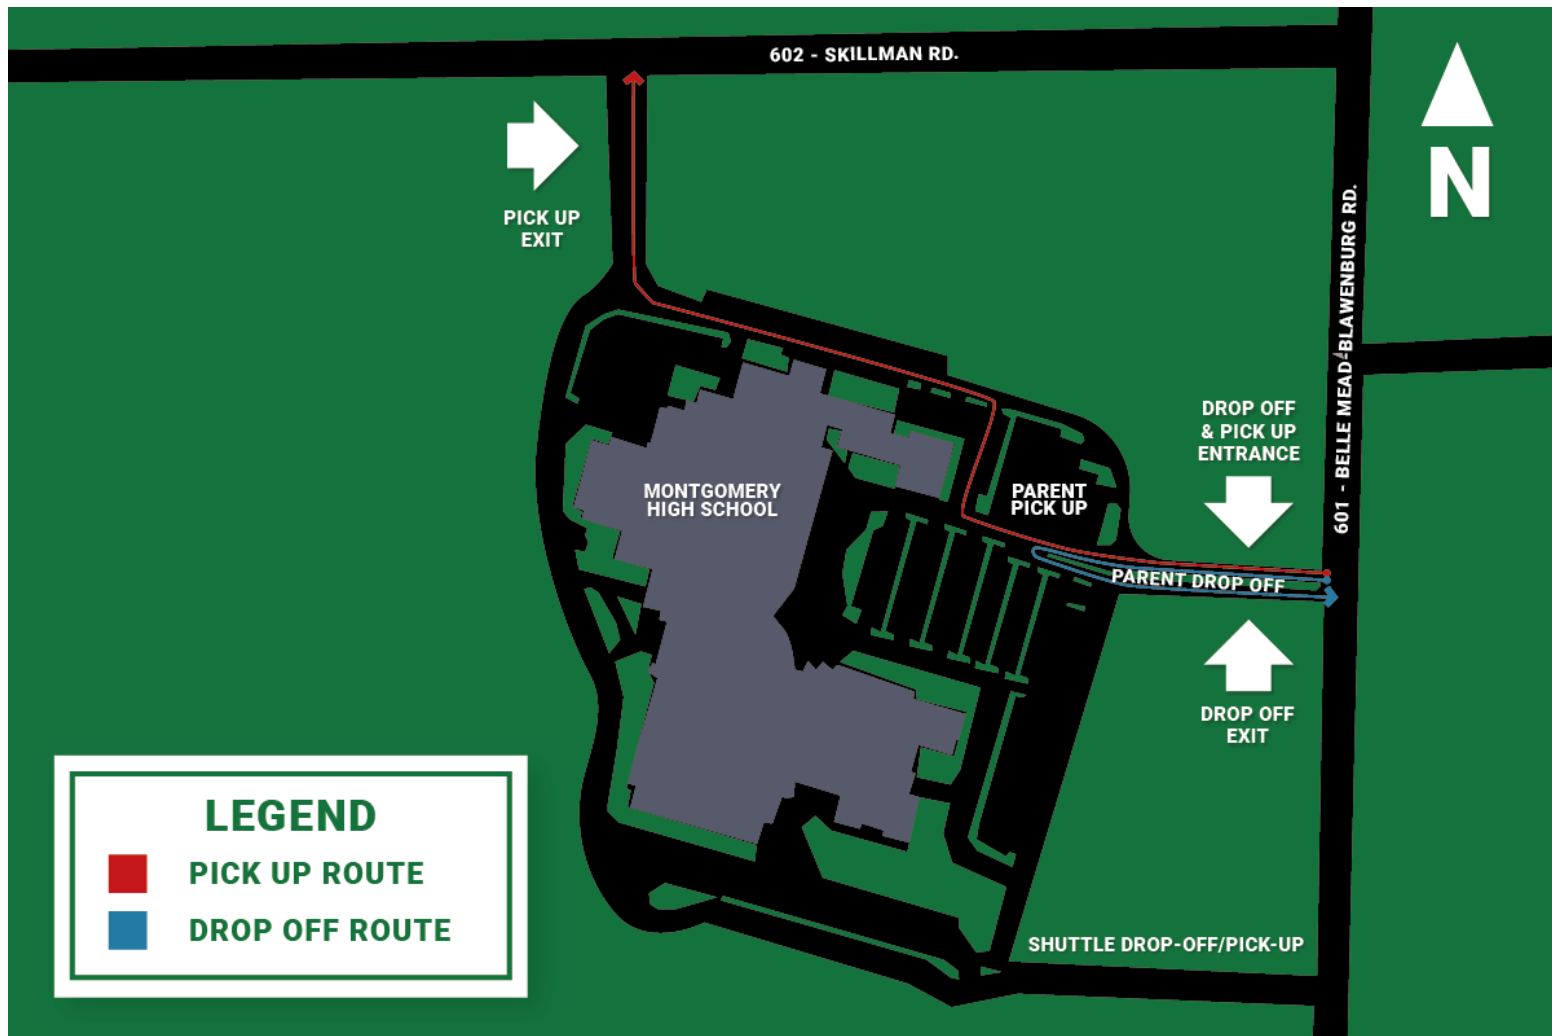 602 - SKILLMAN RD.
N
PICK UP
EXIT
601 - BELLE MEAD-BLAWENBURG RD.
DROP OFF
& PICK UP
ENTRANCE
MONTGOMERY
HIGH SCHOOL
PARENT
PICK UP
PARENT DROP OFF
DROP OFF
EXIT
LEGEND
PICK UP ROUTE
DROP OFF ROUTE
SHUTTLE DROP-OFF/PICK-UP